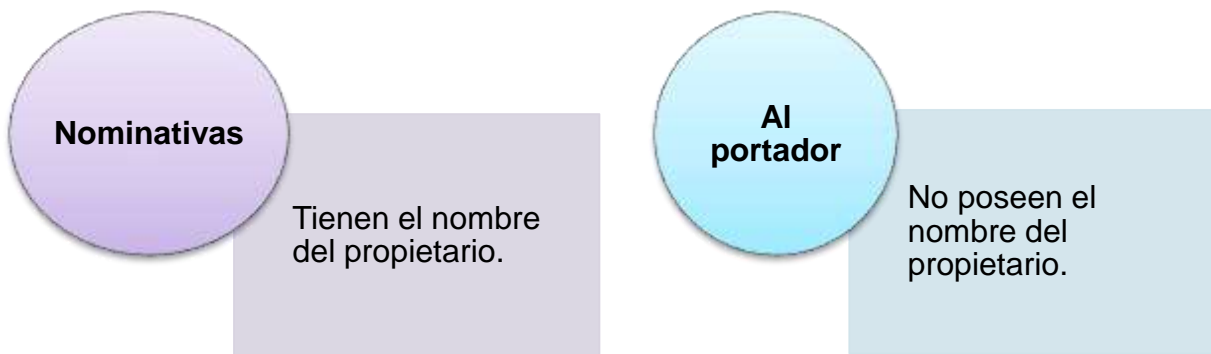 Nominativas
Tienen el nombre
del propietario.
Al
portador
No poseen el
nombre del
propietario.